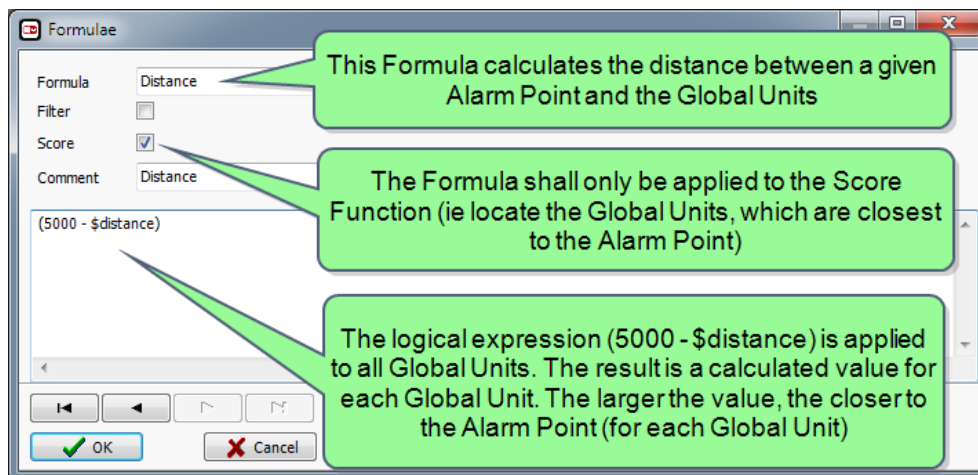 Formulae
Formula
Distance
This Formula calculates the distance between a given
Alarm Point and the Global Units
Filter
Score
The Formula shall only be applied to the Score
Function (ie locate the Global Units, which are closest
to the Alarm Point)
Comment
Distance
(5000 - $distance)
The logical expression (5000 - $distance) is applied
to all Global Units. The result is a calculated value for
each Global Unit. The larger the value, the closer to
the Alarm Point (for each Global Unit)
OK
Cancel